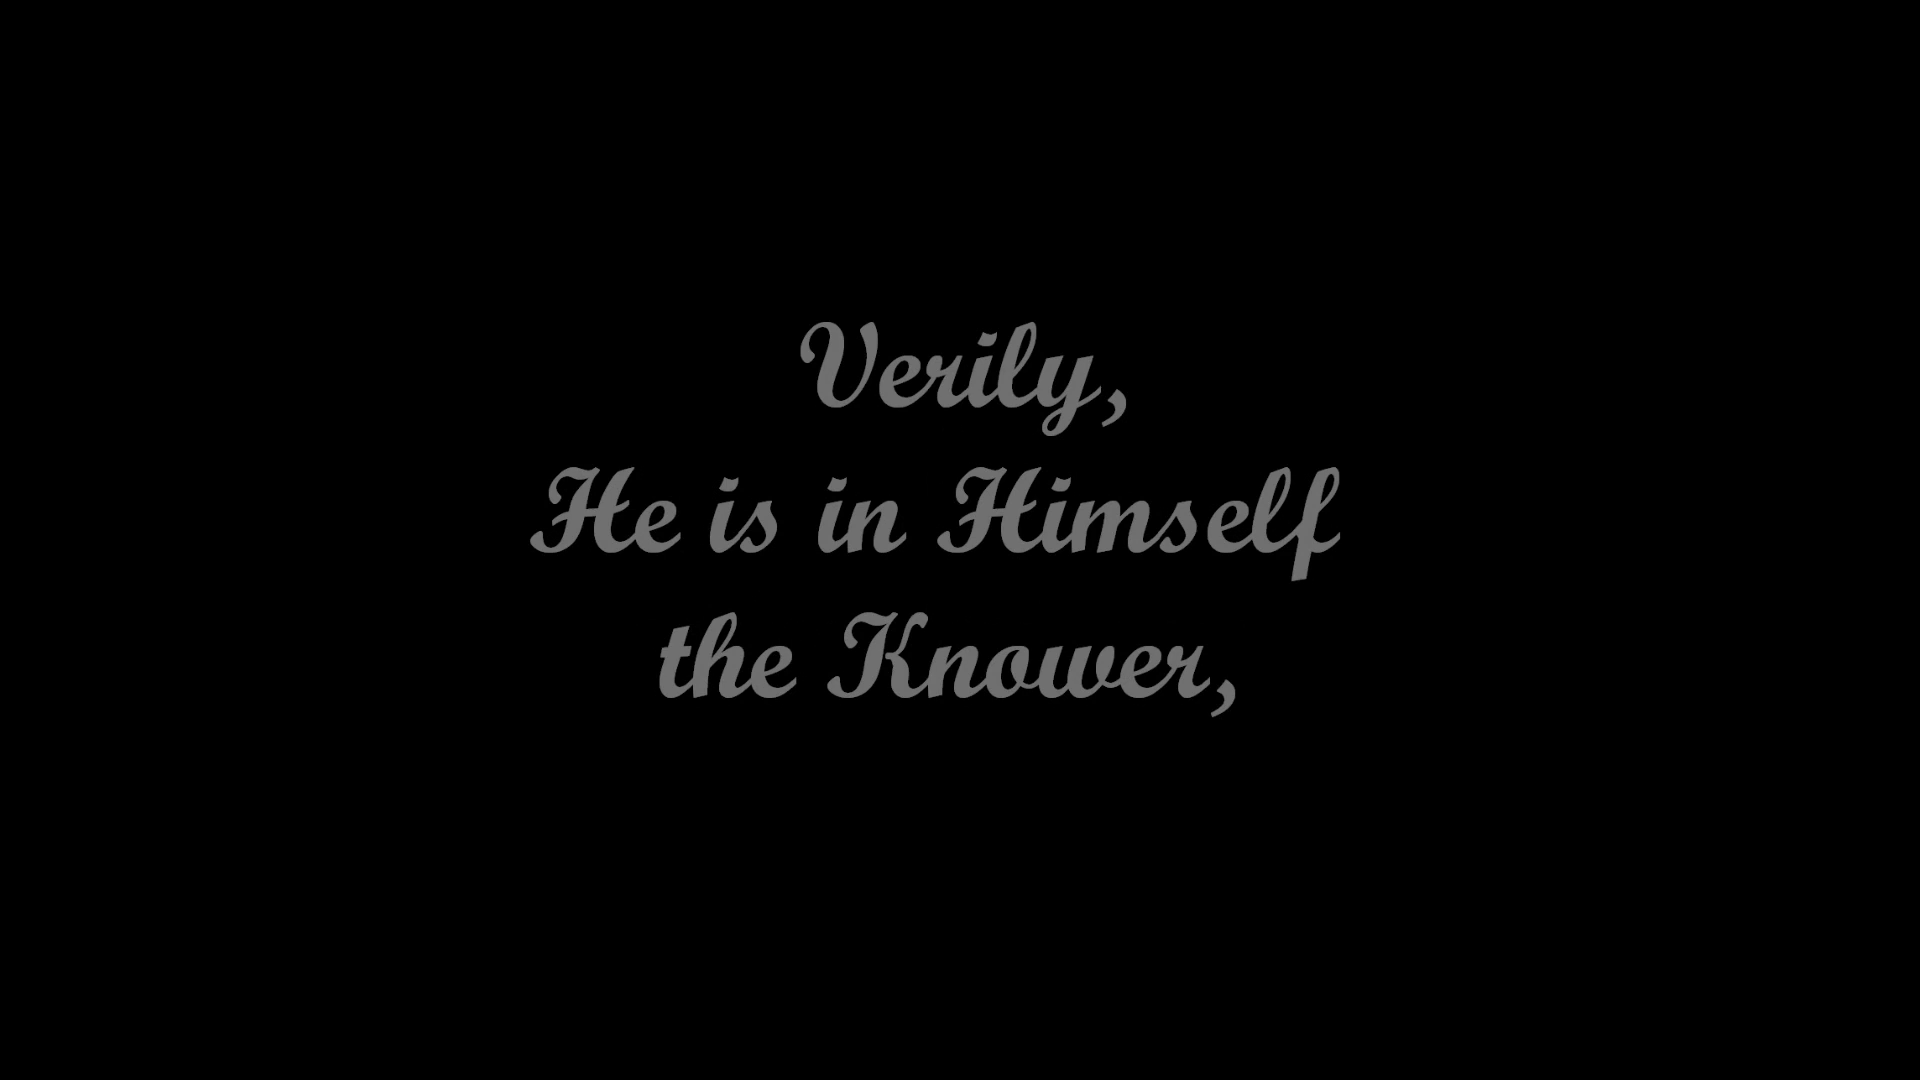 Verily,
He is in Himself
the Knower,